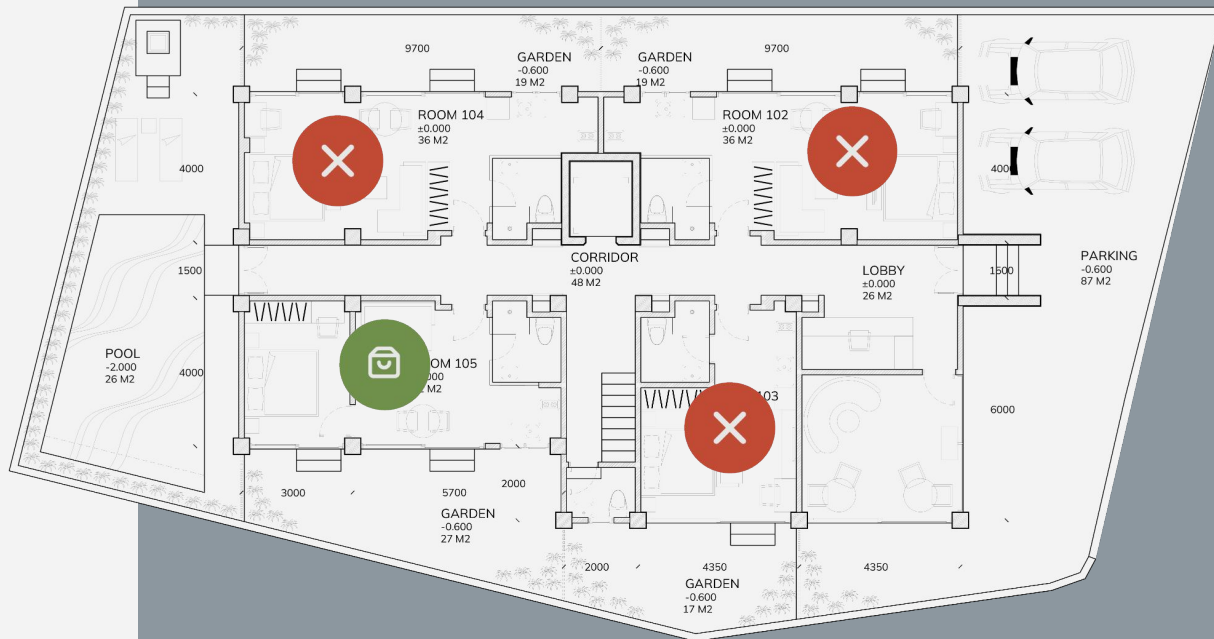 9700
GARDEN
-0.600
19 M2
GARDEN
-0.600
19 M2
9700
ROOM 104
±0.000
36 M2
ROOM 102
±0.000
36 M2
4000
4000
1500
CORRIDOR
±0.000
48 M2
LOBBY
±0.000
26 M2
1500
PARKING
-0.600
87 M2
POOL
-2.000
26 M2
4000
105
103
6000
3000
5700
2000
GARDEN
-0.600
27 M2
2000
4350
4350
GARDEN
-0.600
17 M2